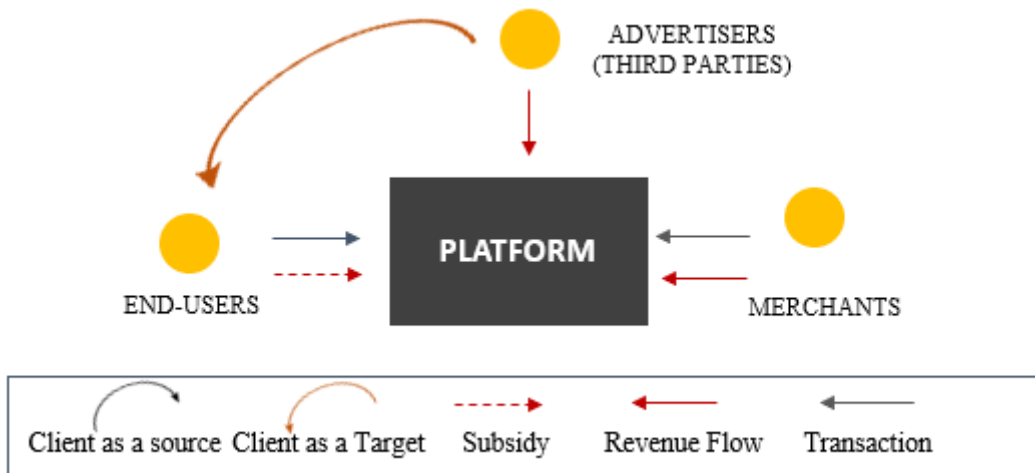 ADVERTISERS
(THIRD PARTIES)
PLATFORM
END-USERS
MERCHANTS
Client as a source
Client as a Target
Subsidy
Revenue Flow
Transaction